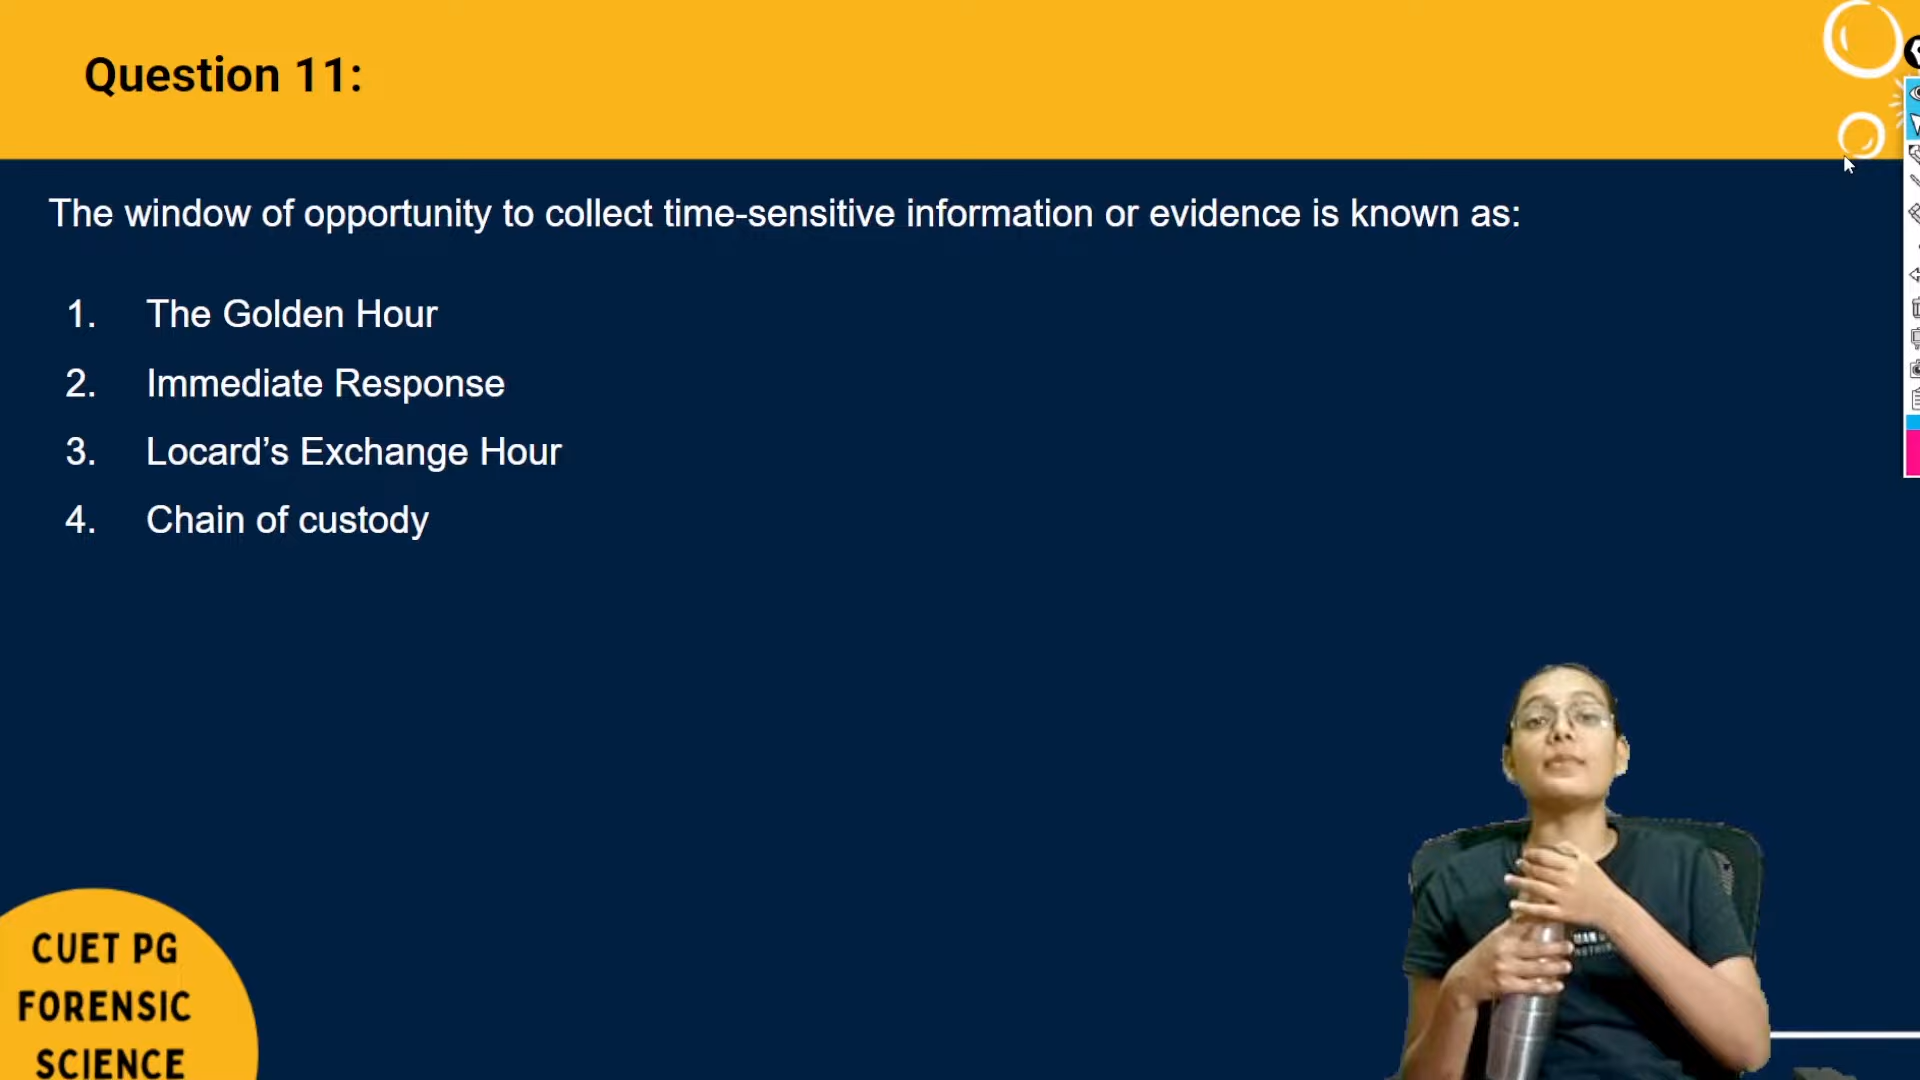 Question 11:
The window of opportunity to collect time-sensitive information or evidence is known as:
1. The Golden Hour
2. Immediate Response
3. Locard’s Exchange Hour
4. Chain of custody
CUET PG
FORENSIC
SCIENCE